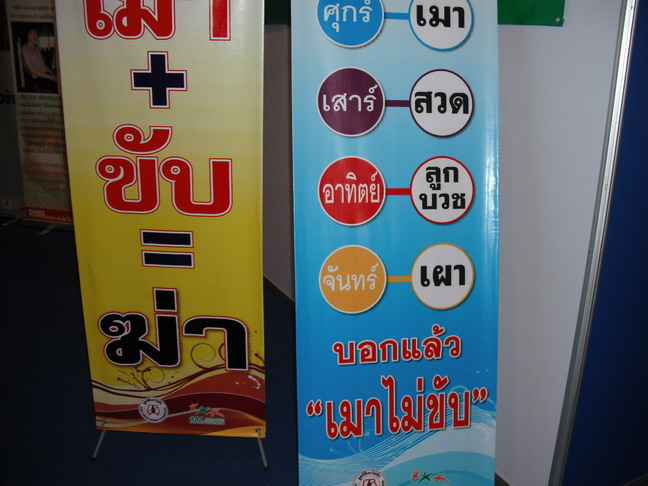 เมา
+
ขับ
=
ฆ่า
ศุกร์ เมา
เสาร์ สวด
อาทิตย์ ลูก
บวช
จันทร์ เผา
บอกแล้ว
“เมาไม่ขับ”